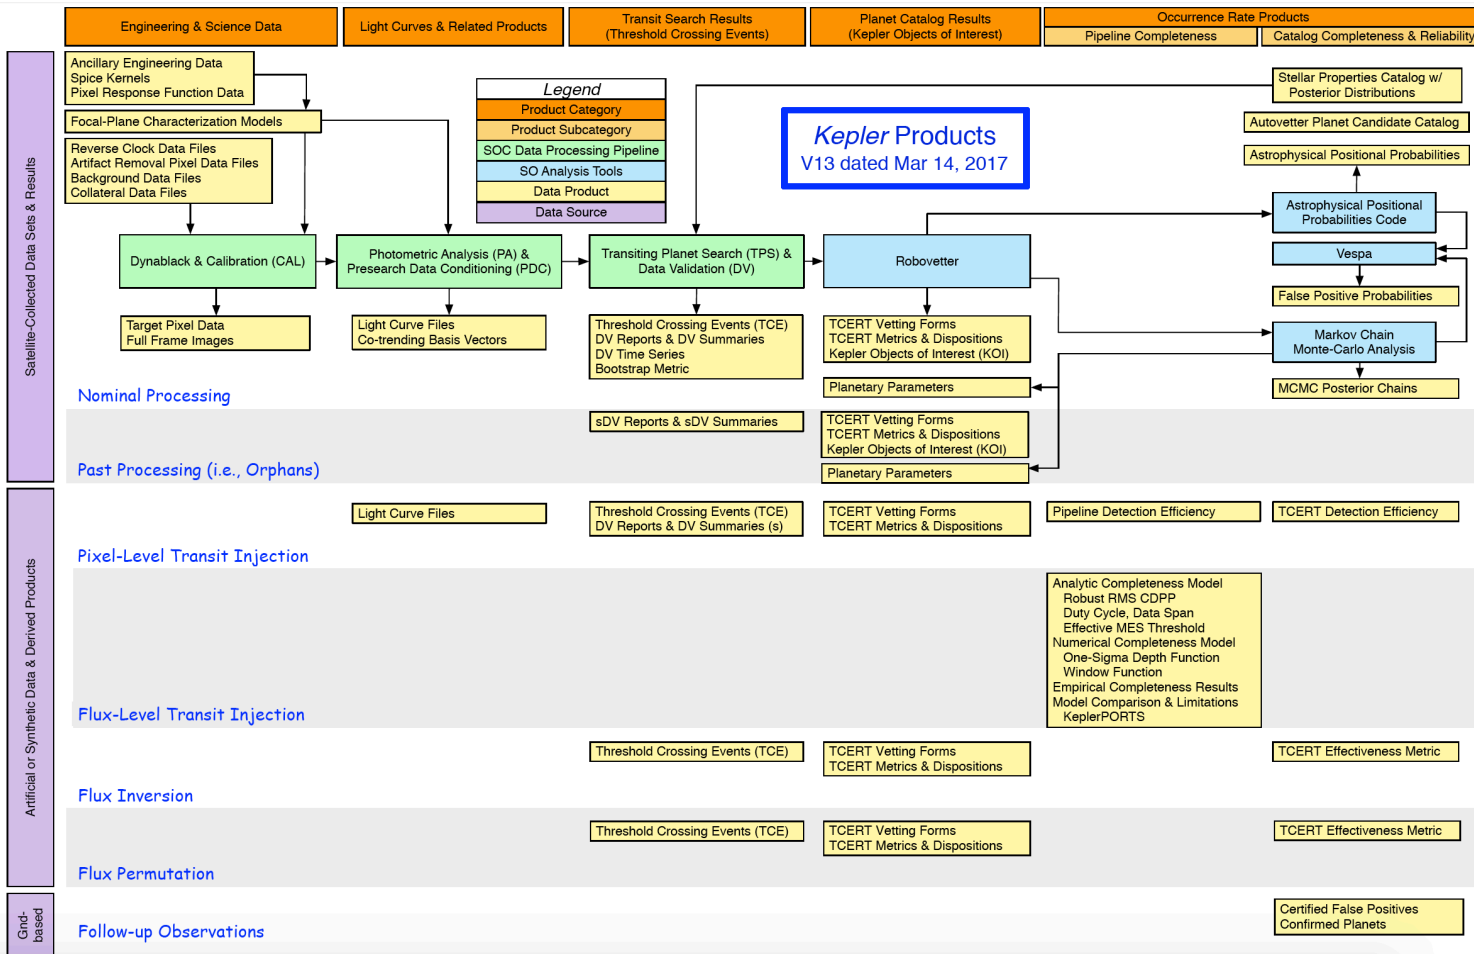 Engineering & Science Data
Light Curves & Related Products
Transit Search Results
(Threshold Crossing Events)
Planet Catalog Results
(Kepler Objects of Interest)
Occurrence Rate Products
Pipeline Completeness
Catalog Completeness & Reliability
Satellite-Collected Data Sets & Results
Ancillary Engineering Data
Spice Kernels
Pixel Response Function Data
Focal-Plane Characterization Models
Reverse Clock Data Files
Artifact Removal Pixel Data Files
Background Data Files
Collateral Data Files
Legend
Product Category
Product Subcategory
SOC Data Processing Pipeline
SO Analysis Tools
Data Product
Data Source
Kepler Products
V13 dated Mar 14, 2017
Stellar Properties Catalog w/
Posterior Distributions
Autovetter Planet Candidate Catalog
Astrophysical Positional Probabilities
Dynablack & Calibration (CAL)
Photometric Analysis (PA) &
Presearch Data Conditioning (PDC)
Transiting Planet Search (TPS) &
Data Validation (DV)
Robovetter
Astrophysical Positional
Probabilities Code
Vespa
False Positive Probabilities
Markov Chain
Monte-Carlo Analysis
MCMC Posterior Chains
Target Pixel Data
Full Frame Images
Light Curve Files
Co-trending Basis Vectors
Threshold Crossing Events (TCE)
DV Reports & DV Summaries
DV Time Series
Bootstrap Metric
TCERT Vetting Forms
TCERT Metrics & Dispositions
Kepler Objects of Interest (KOI)
Planetary Parameters
Nominal Processing
sDV Reports & sDV Summaries
TCERT Vetting Forms
TCERT Metrics & Dispositions
Kepler Objects of Interest (KOI)
Planetary Parameters
Past Processing (i.e., Orphans)
Artificial or Synthetic Data & Derived Products
Light Curve Files
Threshold Crossing Events (TCE)
DV Reports & DV Summaries (s)
TCERT Vetting Forms
TCERT Metrics & Dispositions
Pipeline Detection Efficiency
TCERT Detection Efficiency
Pixel-Level Transit Injection
Analytic Completeness Model
Robust RMS CDPP
Duty Cycle, Data Span
Effective MES Threshold
Numerical Completeness Model
One-Sigma Depth Function
Window Function
Empirical Completeness Results
Model Comparison & Limitations
KeplerPORTS
Flux-Level Transit Injection
Threshold Crossing Events (TCE)
TCERT Vetting Forms
TCERT Metrics & Dispositions
TCERT Effectiveness Metric
Flux Inversion
Threshold Crossing Events (TCE)
TCERT Vetting Forms
TCERT Metrics & Dispositions
TCERT Effectiveness Metric
Flux Permutation
Gnd-
based
Certified False Positives
Confirmed Planets
Follow-up Observations